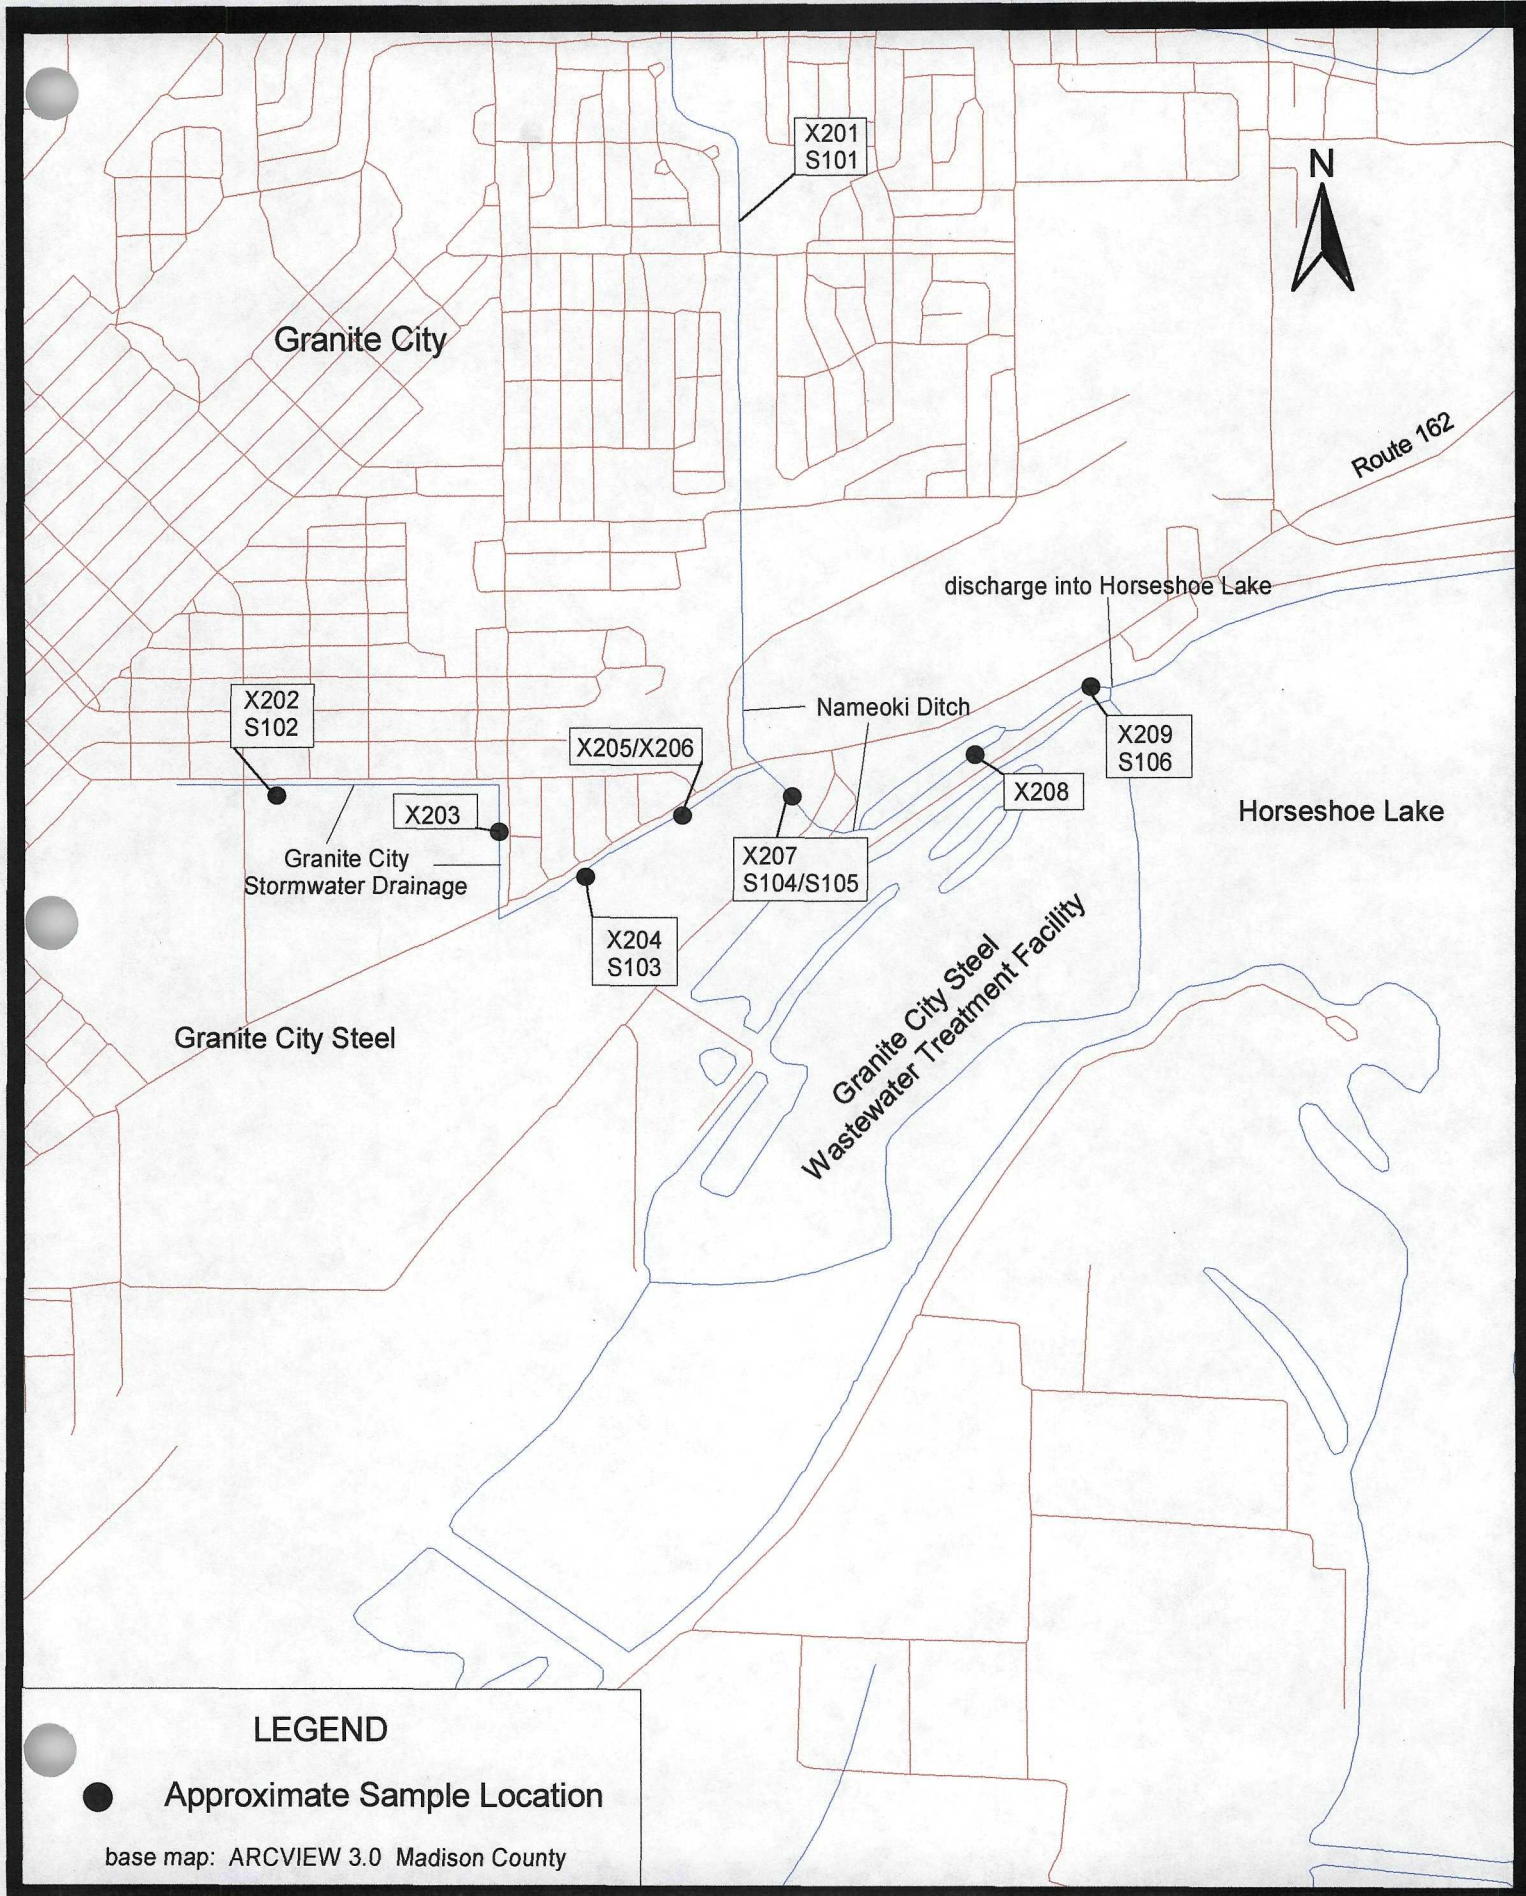 X201
S101
N
Granite City
Route 162
discharge into Horseshoe Lake
X202
S102
Nameoki Ditch
X205/X206
X209
S106
X208
X203
Horseshoe Lake
Granite City
Stormwater Drainage
X207
S104/S105
X204
S103
Granite City Steel
Wastewater Treatment Facility
Granite City Steel
LEGEND
Approximate Sample Location
base map: ARCVIEW 3.0 Madison County